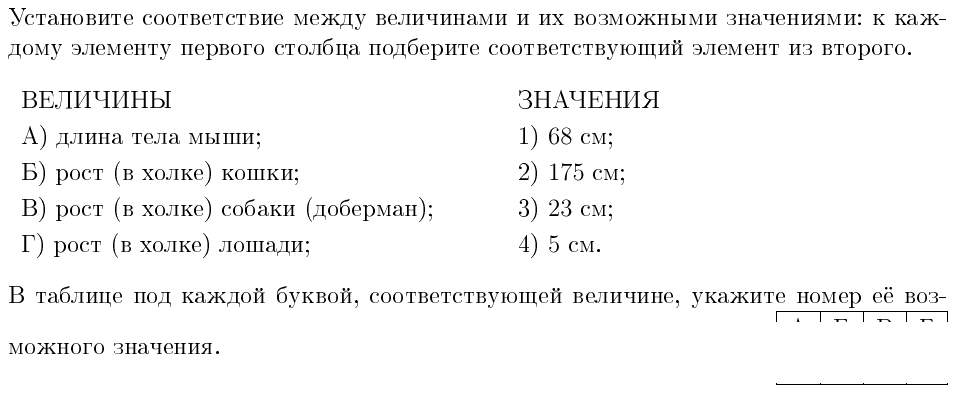 Установите соответствие между величинами и их возможными значениями: к каж-
дому элементу первого столбца подберите соответствующий элемент из второго.
ВЕЛИЧИНЫ
А) длина тела мыши;
Б) рост (в холке) кошки;
В) рост (в холке) собаки (доберман);
Г) рост (в холке) лошади;
ЗНАЧЕНИЯ
1) 68 см;
2) 175 см;
3) 23 см;
4) 5 см.
В таблице под каждой буквой, соответствующей величине, укажите номер её воз-
можного значения.